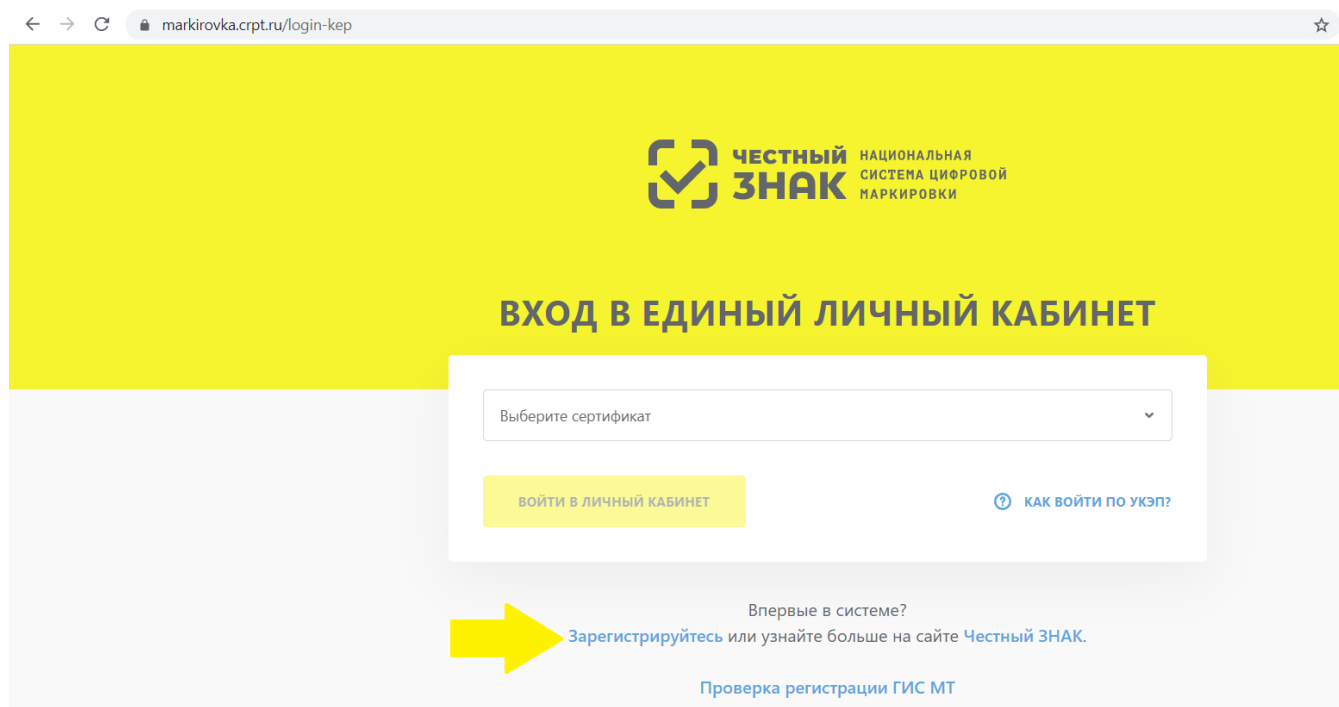 markirovka.crpt.ru/login-kep
ЧЕСТНЫЙ
ЗНАК
НАЦИОНАЛЬНАЯ
СИСТЕМА ЦИФРОВОЙ
МАРКИРОВКИ
ВХОД В ЕДИНЫЙ ЛИЧНЫЙ КАБИНЕТ
Выберите сертификат
ВОЙТИ В ЛИЧНЫЙ КАБИНЕТ
? КАК ВОЙТИ ПО УКЭП?
Впервые в системе?
Зарегистрируйтесь или узнайте больше на сайте Честный ЗНАК.
Проверка регистрации ГИС МТ